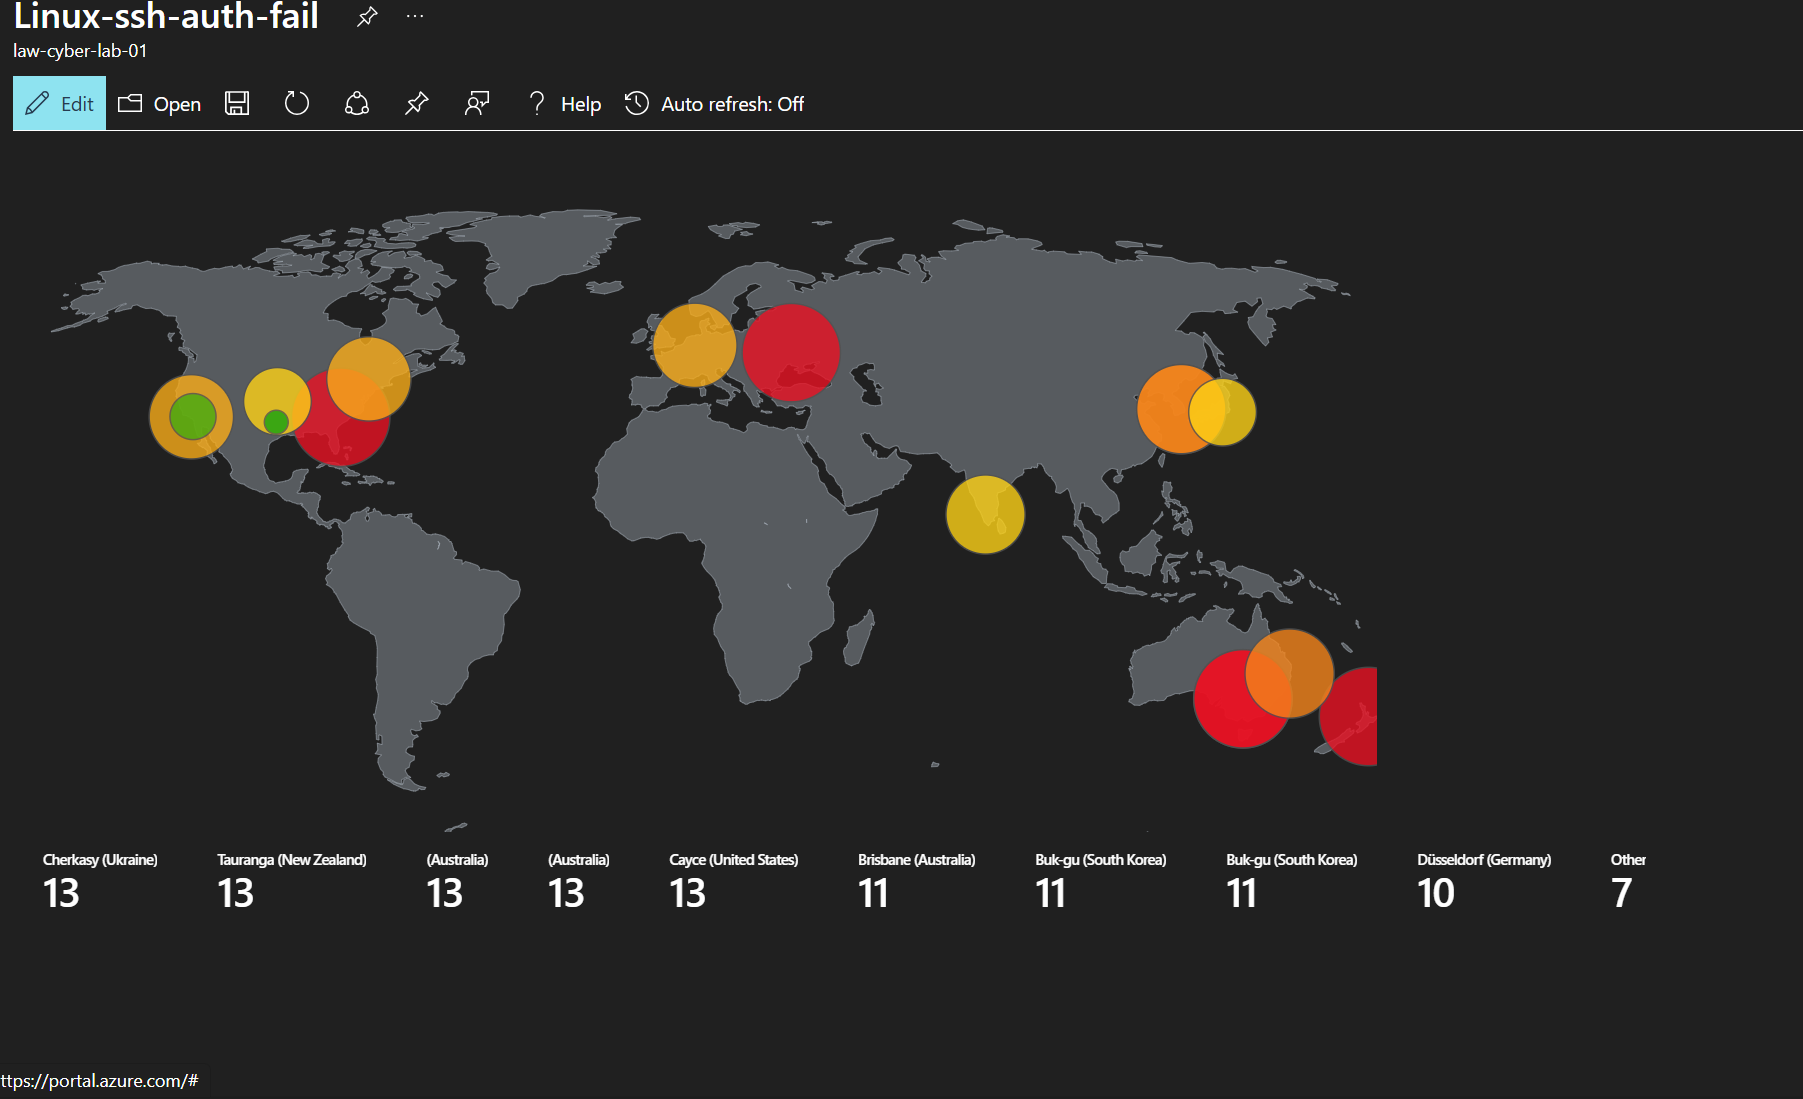 Linux-ssh-auth-fail
law-cyber-lab-01
Edit Open Help Auto refresh: Off
Cherkasy (Ukraine) Tauranga (New Zealand) (Australia) (Australia) Cayce (United States) Brisbane (Australia) Buk-gu (South Korea) Buk-gu (South Korea) Düsseldorf (Germany) Other
13 13 13 13 13 11 11 11 10 7
ttps://portal.azure.com/#